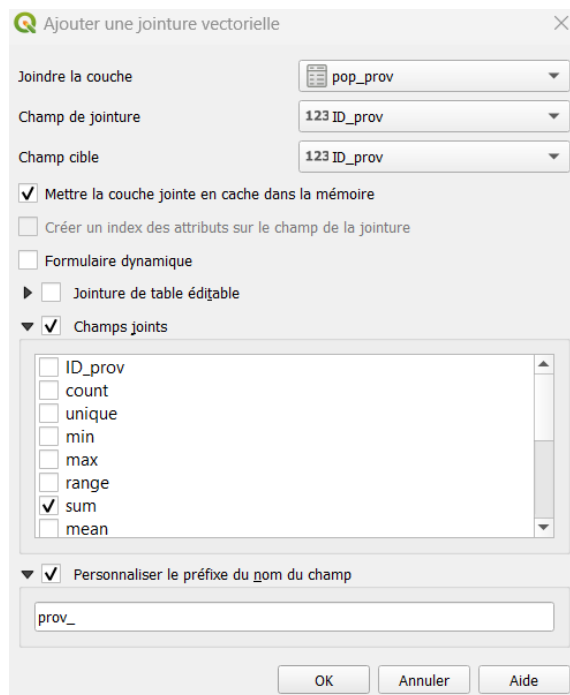 Ajouter une jointure vectorielle
Joindre la couche pop_prov
Champ de jointure 123 ID_prov
Champ cible 123 ID_prov
Mettre la couche jointe en cache dans la mémoire
Créer un index des attributs sur le champ de la jointure
Formulaire dynamique
Jointure de table éditable
Champs joints
ID_prov
count
unique
min
max
range
sum
mean
Personnaliser le préfixe du nom du champ
prov_
OK Annuler Aide